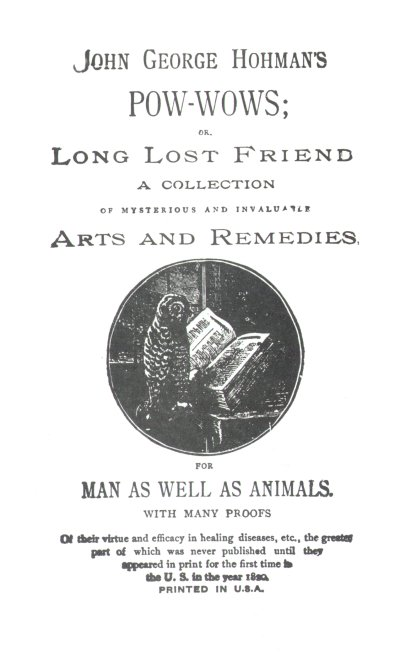 JOHN GEORGE HOHMAN'S
POW-WOWS;
OR,
LONG LOST FRIEND
A COLLECTION
OF MYSTERIOUS AND INVALUABLE
ARTS AND REMEDIES,
FOR
MAN AS WELL AS ANIMALS.
WITH MANY PROOFS
Of their virtue and efficacy in healing diseases, etc., the greater
part of which was never published until they
appeared in print for the first time in
the U. S. in the year 1820.
PRINTED IN U.S.A.